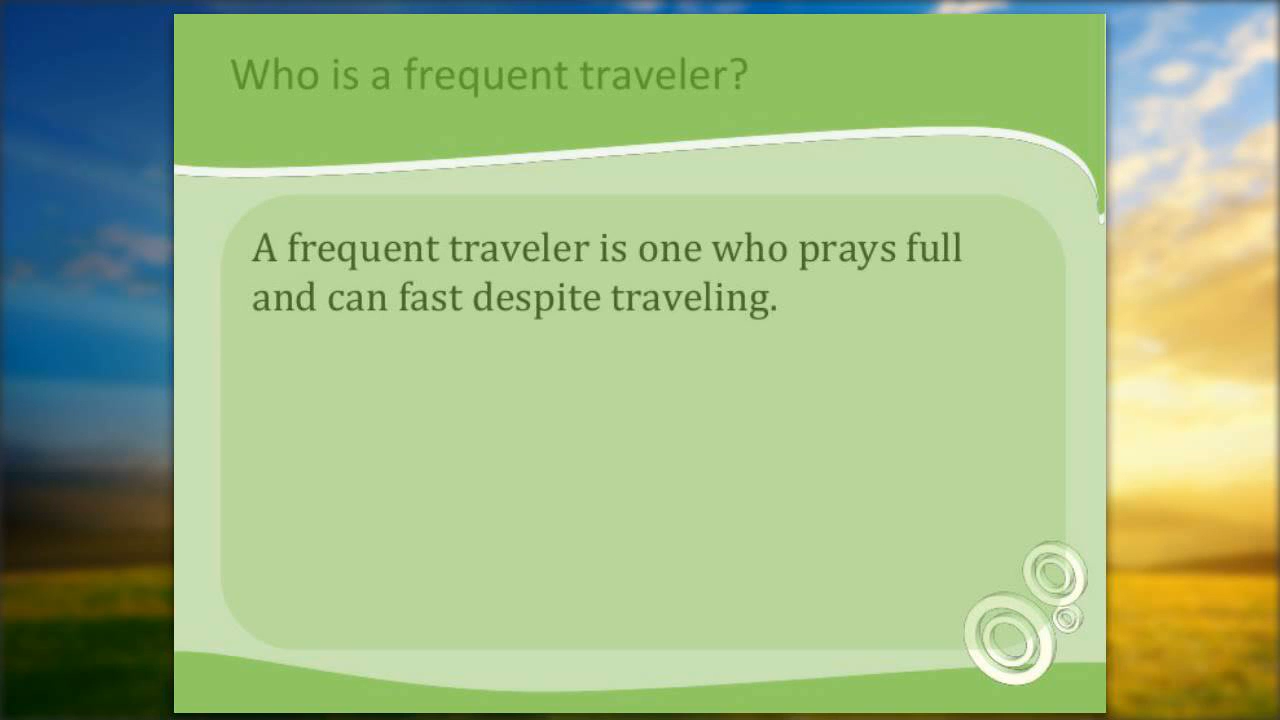 Who is a frequent traveler?
A frequent traveler is one who prays full
and can fast despite traveling.